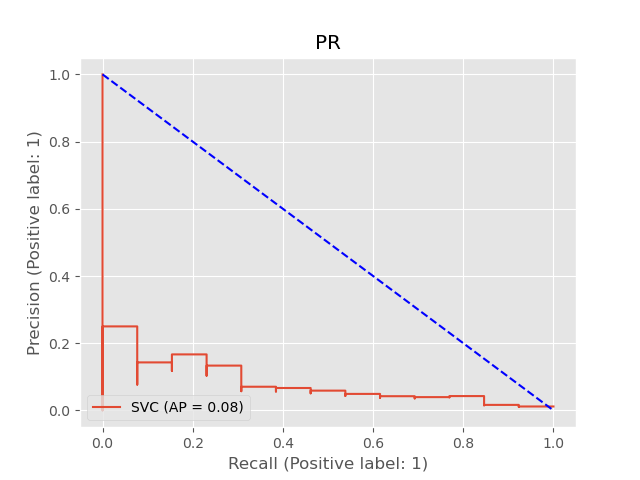 PR
1.0
0.8
0.6
0.4
0.2
0.0
Precision (Positive label: 1)
SVC (AP = 0.08)
0.0 0.2 0.4 0.6 0.8 1.0
Recall (Positive label: 1)